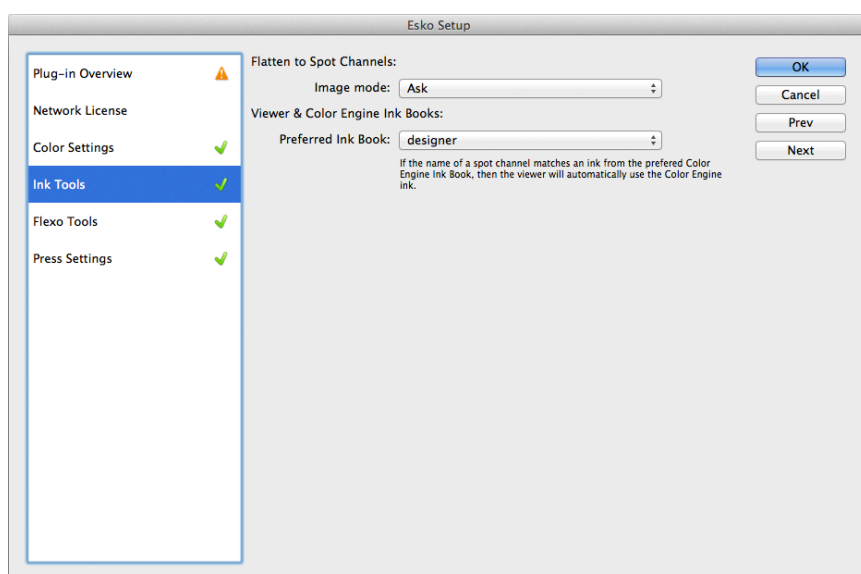 Esko Setup
Plug-in Overview
Network License
Color Settings
Ink Tools
Flexo Tools
Press Settings
Flatten to Spot Channels:
Image mode: Ask
Viewer & Color Engine Ink Books:
Preferred Ink Book: designer
If the name of a spot channel matches an ink from the prefered Color
Engine Ink Book, then the viewer will automatically use the Color Engine
ink.
OK
Cancel
Prev
Next